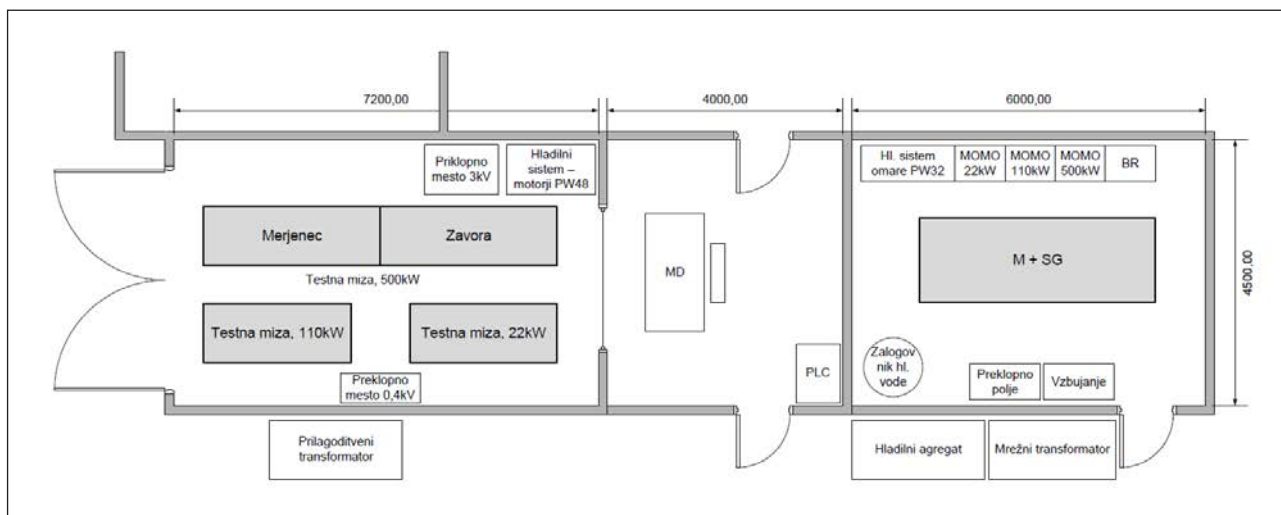 7200,00
4000,00
6000,00
Priklopno
mesto 3kV
Hladilni
sistem –
motorji PW48
Hl. sistem
omare PW32
MOMO
22kW
MOMO
110kW
MOMO
500kW
BR
Merjenec
Zavora
Testna miza, 500kW
MD
M + SG
4500,00
Testna miza, 110kW
Testna miza, 22kW
Preklopno
mesto 0,4kV
PLC
Zalogov
nik hl.
vode
Preklopno
polje
Vzbujanje
Prilagoditveni
transformator
Hladilni agregat
Mrežni transformator